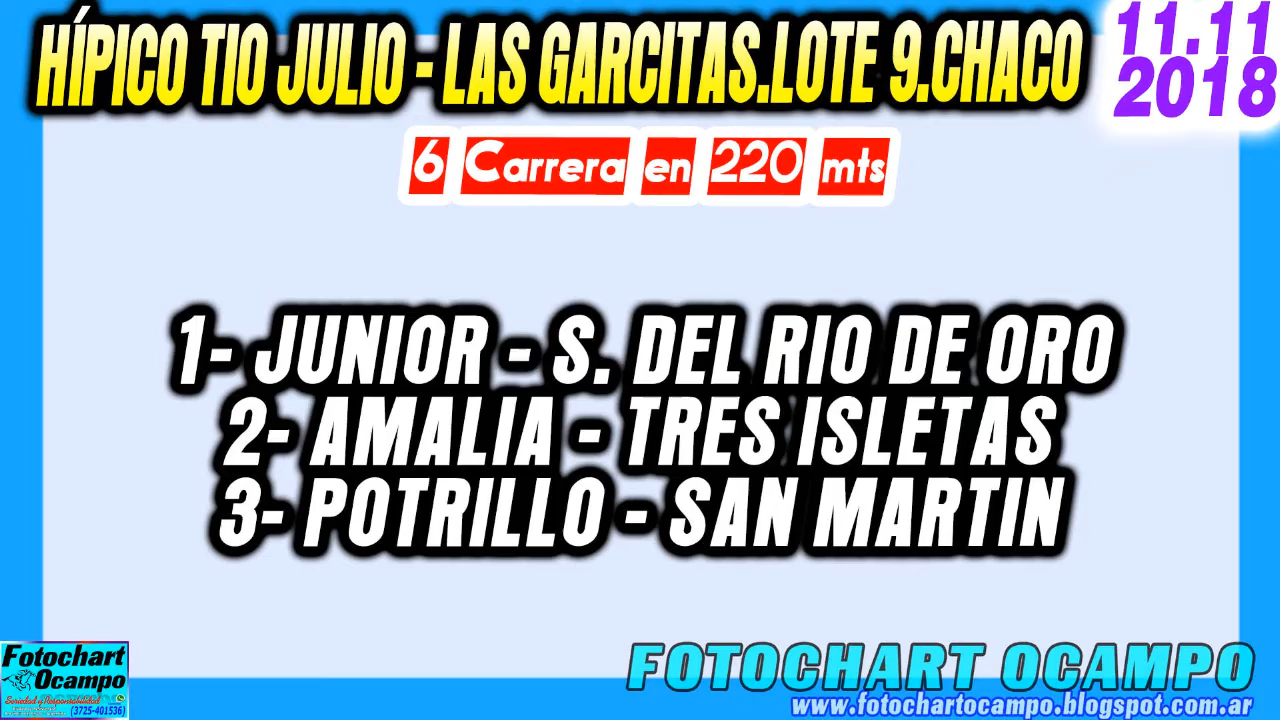 HÍPICO TIO JULIO - LAS GARCITAS.LOTE 9.CHACO
11.11
2018
6 Carrera en 220 mts
1- JUNIOR - S. DEL RIO DE ORO
2- AMALIA - TRES ISLETAS
3- POTRILLO - SAN MARTIN
Fotochart
Ocampo
Seriedad y Responsabilidad
(3725-401536)
FOTOCHART OCAMPO
www.fotochartocampo.blogspot.com.ar